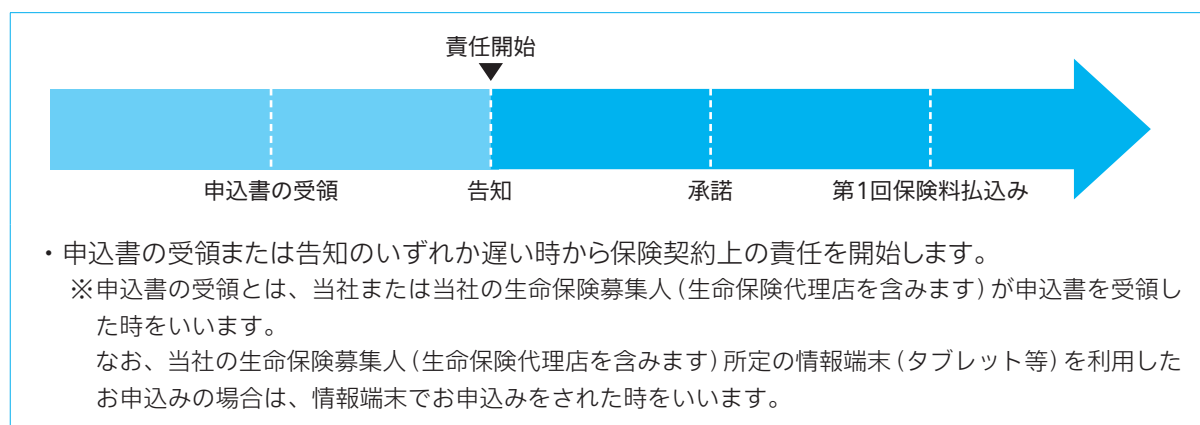 責任開始
申込書の受領 告知 承諾 第1回保険料払込み
・申込書の受領または告知のいずれか遅い時から保険契約上の責任を開始します。
※申込書の受領とは、当社または当社の生命保険募集人(生命保険代理店を含みます)が申込書を受領し
た時をいいます。
なお、当社の生命保険募集人(生命保険代理店を含みます)所定の情報端末(タブレット等)を利用した
お申込みの場合は、情報端末でお申込みをされた時をいいます。